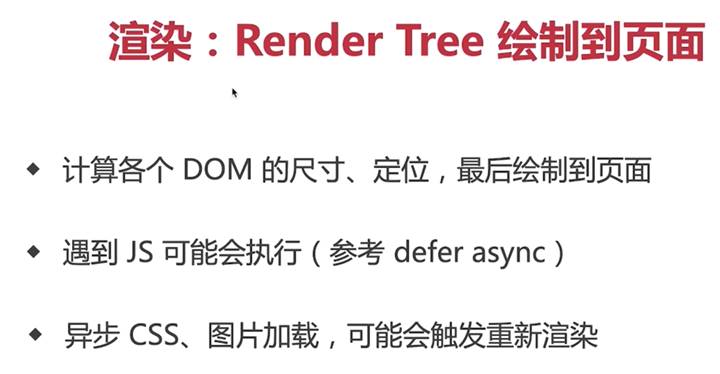 渲染：Render Tree 绘制到页面
计算各个 DOM 的尺寸、定位，最后绘制到页面
遇到 JS 可能会执行（参考 defer async）
异步 CSS、图片加载，可能会触发重新渲染